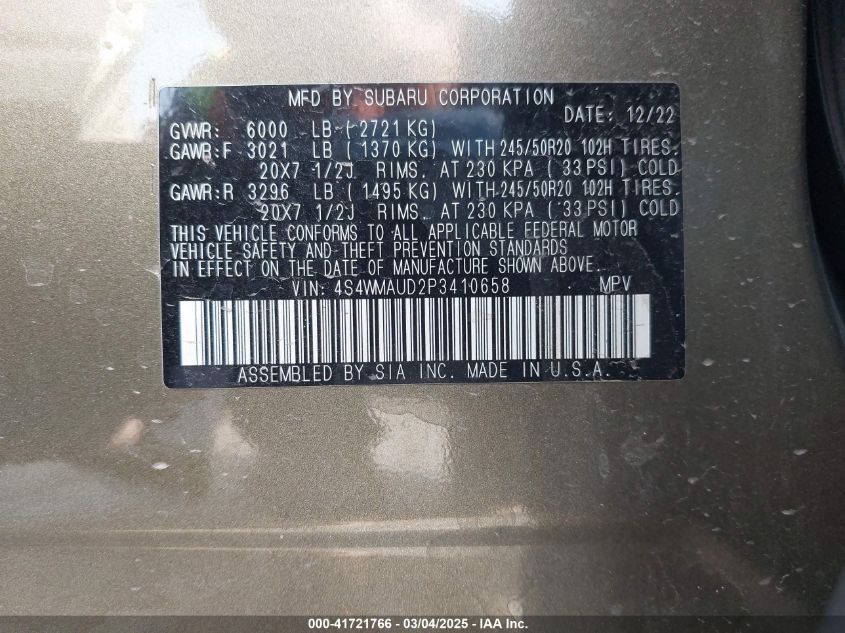 MFD BY SUBARU CORPORATION
DATE: 12/22
GVWR: 6000 LB ( 2721 KG)
GAWR:F 3021 LB ( 1370 KG) WITH 245/50R20 102H TIRES.
20X7 1/2J RIMS. AT 230 KPA ( 33 PSI) COLD
GAWR:R 3296 LB ( 1495 KG) WITH 245/50R20 102H TIRES.
20X7 1/2J RIMS. AT 230 KPA ( 33 PSI) COLD
THIS VEHICLE CONFORMS TO ALL APPLICABLE FEDERAL MOTOR
VEHICLE SAFETY AND THEFT PREVENTION STANDARDS
IN EFFECT ON THE DATE OF MANUFACTURE SHOWN ABOVE.
VIN: 4S4WMAUD2P3410658 MPV
ASSEMBLED BY SIA INC. MADE IN U.S.A.
000-41721766 — 03/04/2025 — IAA Inc.